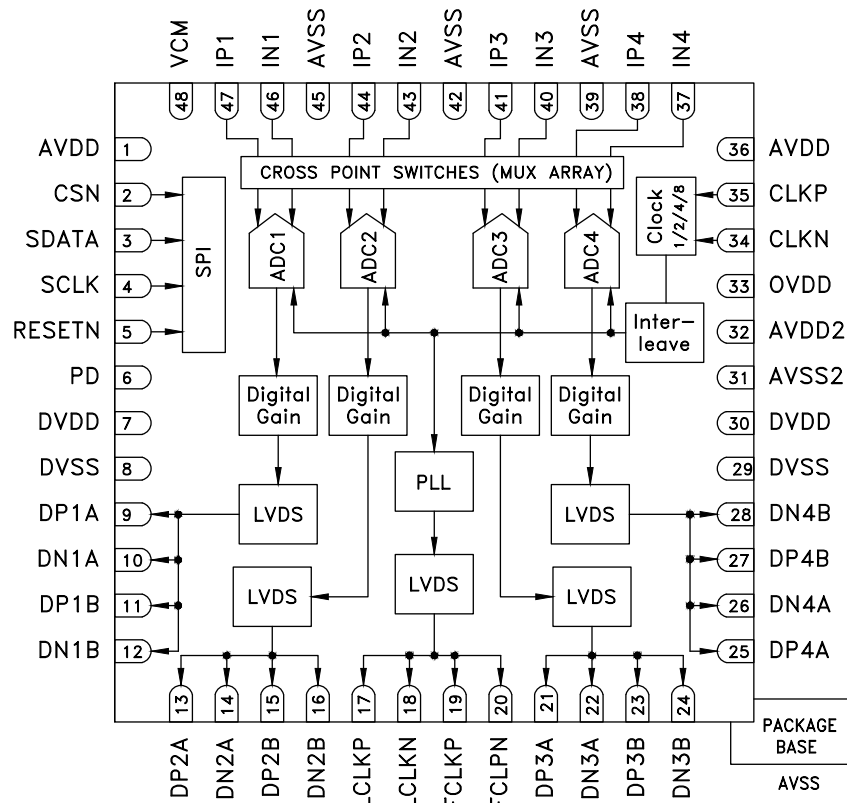 VCM IP1 IN1 AVSS IP2 IN2 AVSS IP3 IN3 AVSS IP4 IN4
48 47 46 45 44 43 42 41 40 39 38 37
AVDD 1
CSN 2
SDATA 3
SCLK 4
RESETN 5
PD 6
DVDD 7
DVSS 8
DP1A 9
DN1A 10
DP1B 11
DN1B 12
CROSS POINT SWITCHES (MUX ARRAY)
SPI
ADC1 ADC2 ADC3 ADC4
Clock
1/2/4/8
Inter-
leave
Digital
Gain
Digital
Gain
Digital
Gain
Digital
Gain
PLL
LVDS
LVDS
LVDS
LVDS
LVDS
36 AVDD
35 CLKP
34 CLKN
33 OVDD
32 AVDD2
31 AVSS2
30 DVDD
29 DVSS
28 DN4B
27 DP4B
26 DN4A
25 DP4A
13 14 15 16 17 18 19 20 21 22 23 24
DP2A DN2A DP2B DN2B LCLKP LCLKN FCLKP FCLPN DP3A DN3A DP3B DN3B
PACKAGE
BASE
AVSS